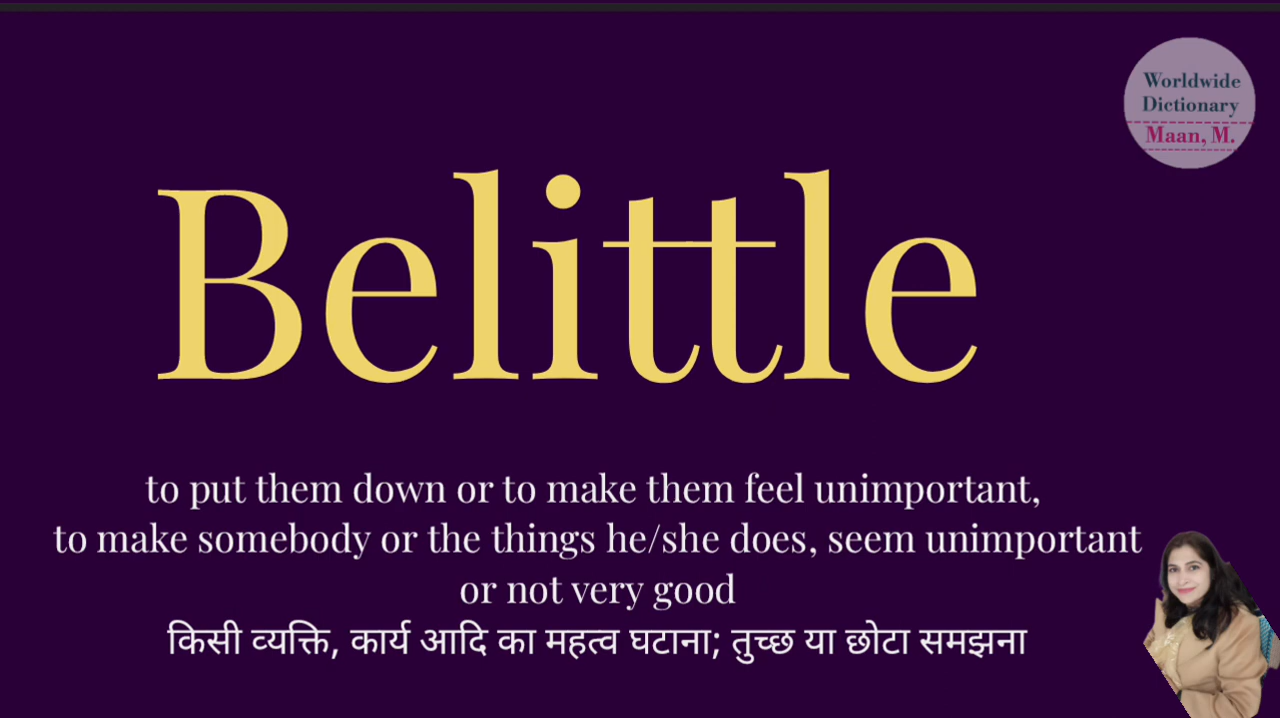 Worldwide
Dictionary
Maan, M.
Belittle
to put them down or to make them feel unimportant,
to make somebody or the things he/she does, seem unimportant
or not very good
किसी व्यक्ति, कार्य आदि का महत्व घटाना; तुच्छ या छोटा समझना